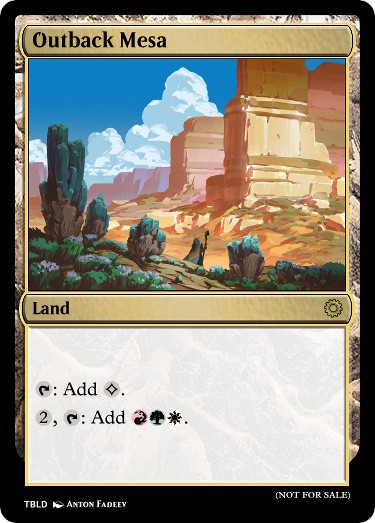 Outback Mesa
Land
: Add .
2, : Add .
(NOT FOR SALE)
TBLD Anton Fadeev